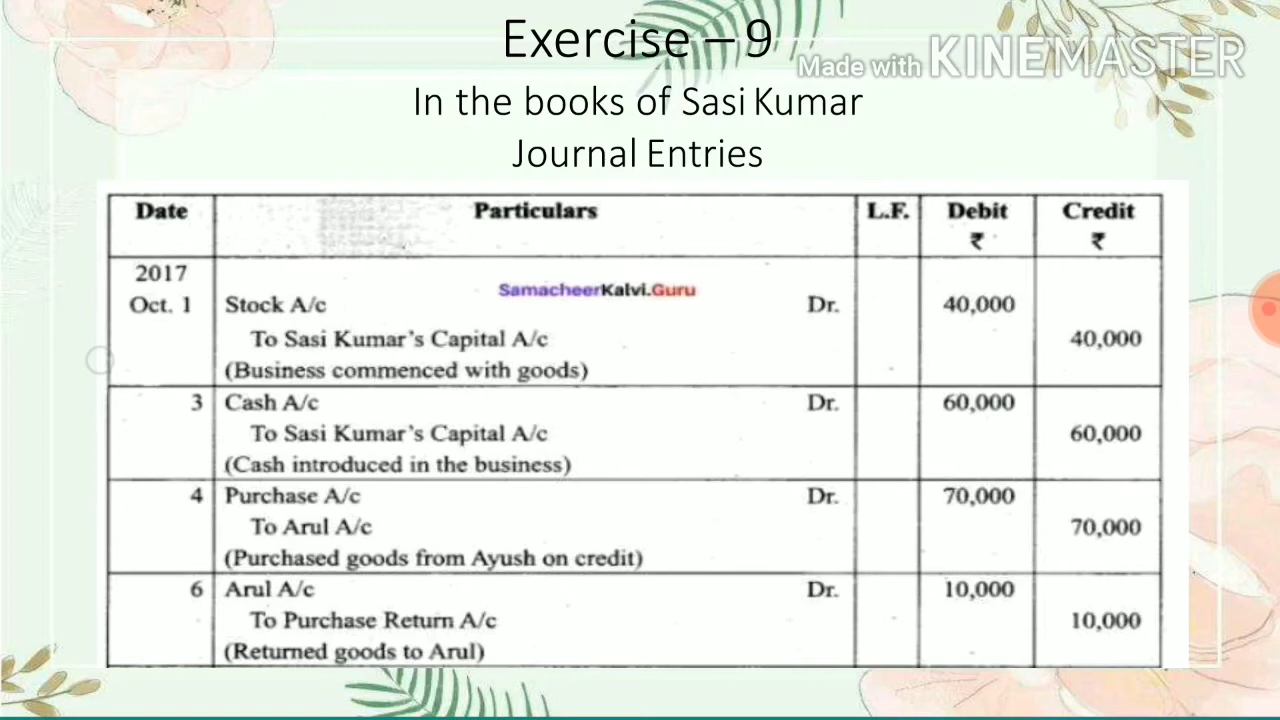 Exercise – 9
Made with KINEMASTER
In the books of Sasi Kumar
Journal Entries
Date Particulars L.F. Debit Credit
₹ ₹
2017
SamacheerKalvi.Guru
Oct. 1 Stock A/c Dr. 40,000
To Sasi Kumar's Capital A/c 40,000
(Business commenced with goods)
3 Cash A/c Dr. 60,000
To Sasi Kumar's Capital A/c 60,000
(Cash introduced in the business)
4 Purchase A/c Dr. 70,000
To Arul A/c 70,000
(Purchased goods from Ayush on credit)
6 Arul A/c Dr. 10,000
To Purchase Return A/c 10,000
(Returned goods to Arul)